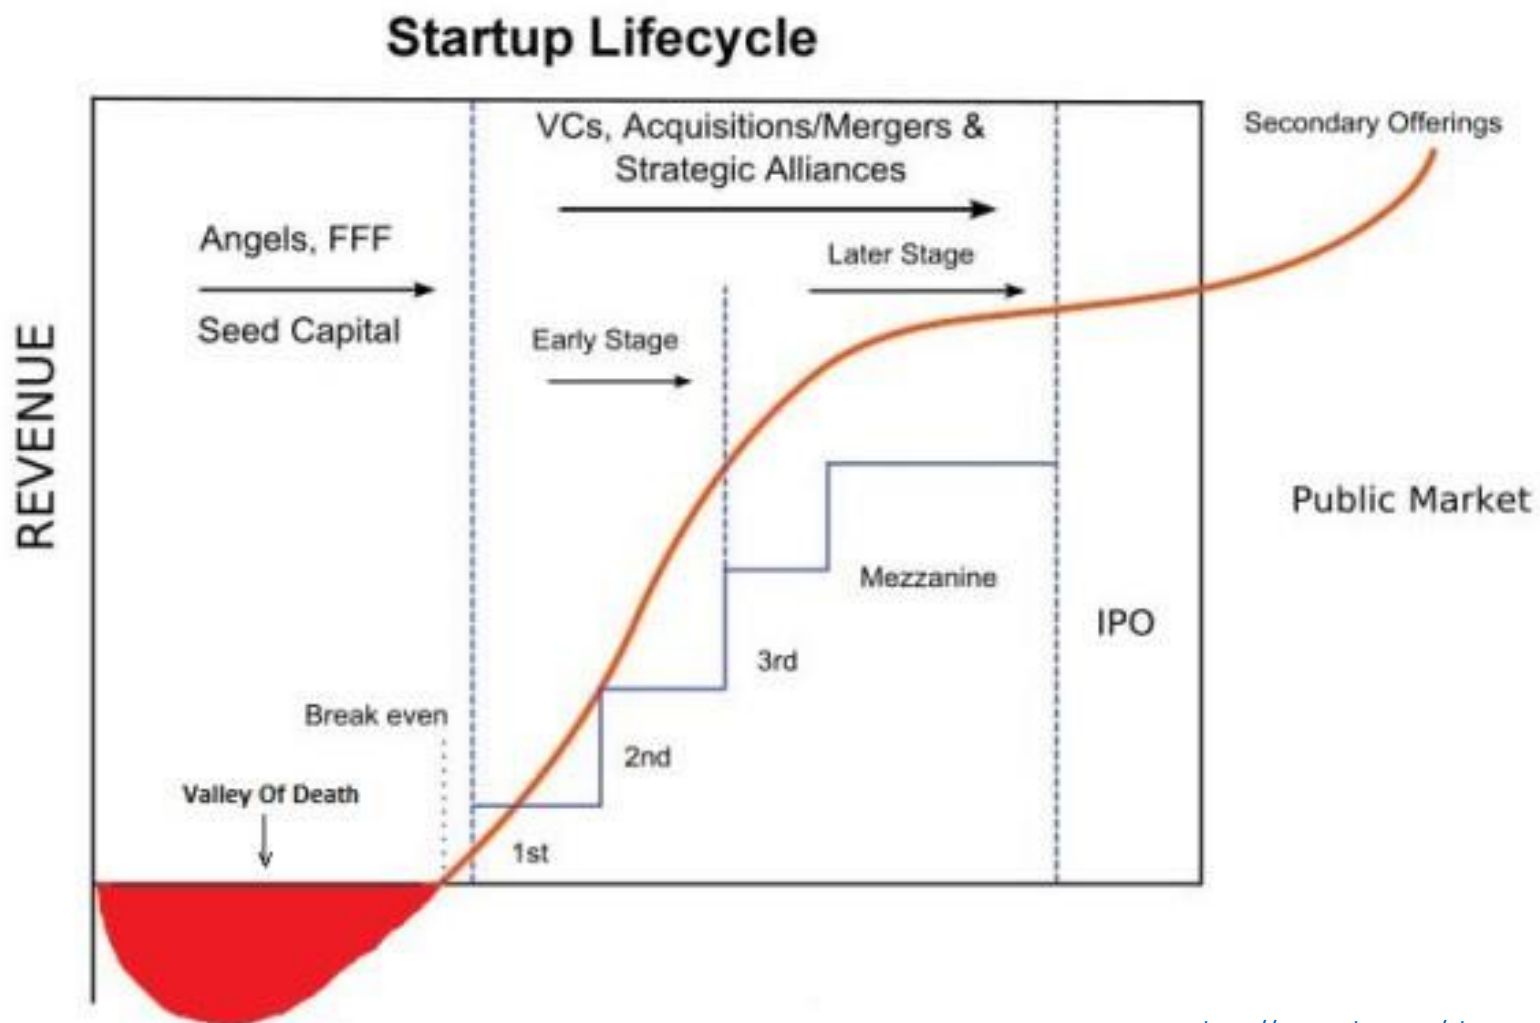 Startup Lifecycle
VCs, Acquisitions/Mergers &
Strategic Alliances
Secondary Offerings
Angels, FFF
Seed Capital
Later Stage
Early Stage
REVENUE
Public Market
Mezzanine
IPO
3rd
Break even
2nd
Valley Of Death
1st